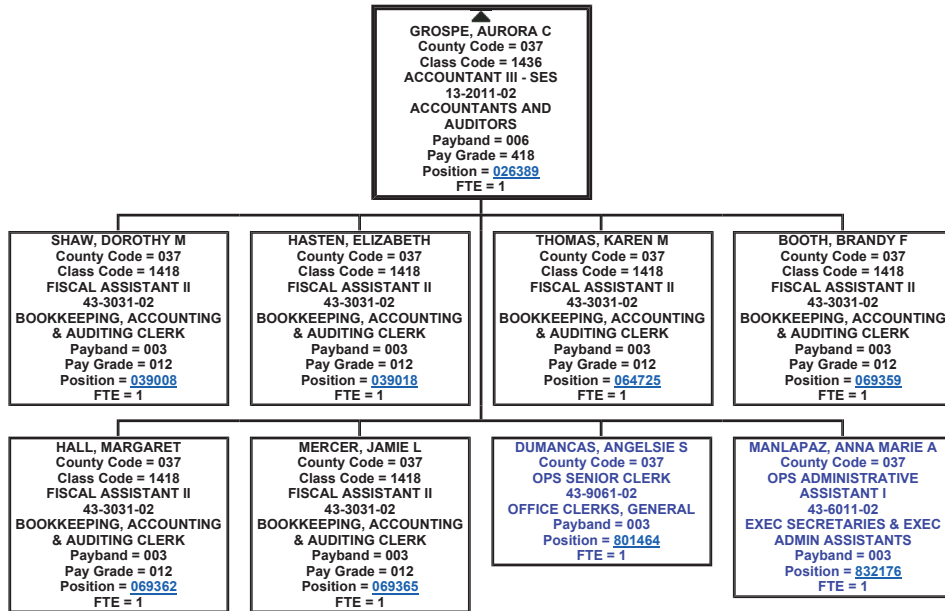 GROSPE, AURORA C
County Code = 037
Class Code = 1436
ACCOUNTANT III - SES
13-2011-02
ACCOUNTANTS AND
AUDITORS
Payband = 006
Pay Grade = 418
Position = 026389
FTE = 1
SHAW, DOROTHY M
County Code = 037
Class Code = 1418
FISCAL ASSISTANT II
43-3031-02
BOOKKEEPING, ACCOUNTING
& AUDITING CLERK
Payband = 003
Pay Grade = 012
Position = 039008
FTE = 1
HASTEN, ELIZABETH
County Code = 037
Class Code = 1418
FISCAL ASSISTANT II
43-3031-02
BOOKKEEPING, ACCOUNTING
& AUDITING CLERK
Payband = 003
Pay Grade = 012
Position = 039018
FTE = 1
THOMAS, KAREN M
County Code = 037
Class Code = 1418
FISCAL ASSISTANT II
43-3031-02
BOOKKEEPING, ACCOUNTING
& AUDITING CLERK
Payband = 003
Pay Grade = 012
Position = 064725
FTE = 1
BOOTH, BRANDY F
County Code = 037
Class Code = 1418
FISCAL ASSISTANT II
43-3031-02
BOOKKEEPING, ACCOUNTING
& AUDITING CLERK
Payband = 003
Pay Grade = 012
Position = 069359
FTE = 1
HALL, MARGARET
County Code = 037
Class Code = 1418
FISCAL ASSISTANT II
43-3031-02
BOOKKEEPING, ACCOUNTING
& AUDITING CLERK
Payband = 003
Pay Grade = 012
Position = 069362
FTE = 1
MERCER, JAMIE L
County Code = 037
Class Code = 1418
FISCAL ASSISTANT II
43-3031-02
BOOKKEEPING, ACCOUNTING
& AUDITING CLERK
Payband = 003
Pay Grade = 012
Position = 069365
FTE = 1
DUMANCAS, ANGELSIE S
County Code = 037
OPS SENIOR CLERK
43-9061-02
OFFICE CLERKS, GENERAL
Payband = 003
Position = 801464
FTE = 1
MANLAPAZ, ANNA MARIE A
County Code = 037
OPS ADMINISTRATIVE
ASSISTANT I
43-6011-02
EXEC SECRETARIES & EXEC
ADMIN ASSISTANTS
Payband = 003
Position = 832176
FTE = 1